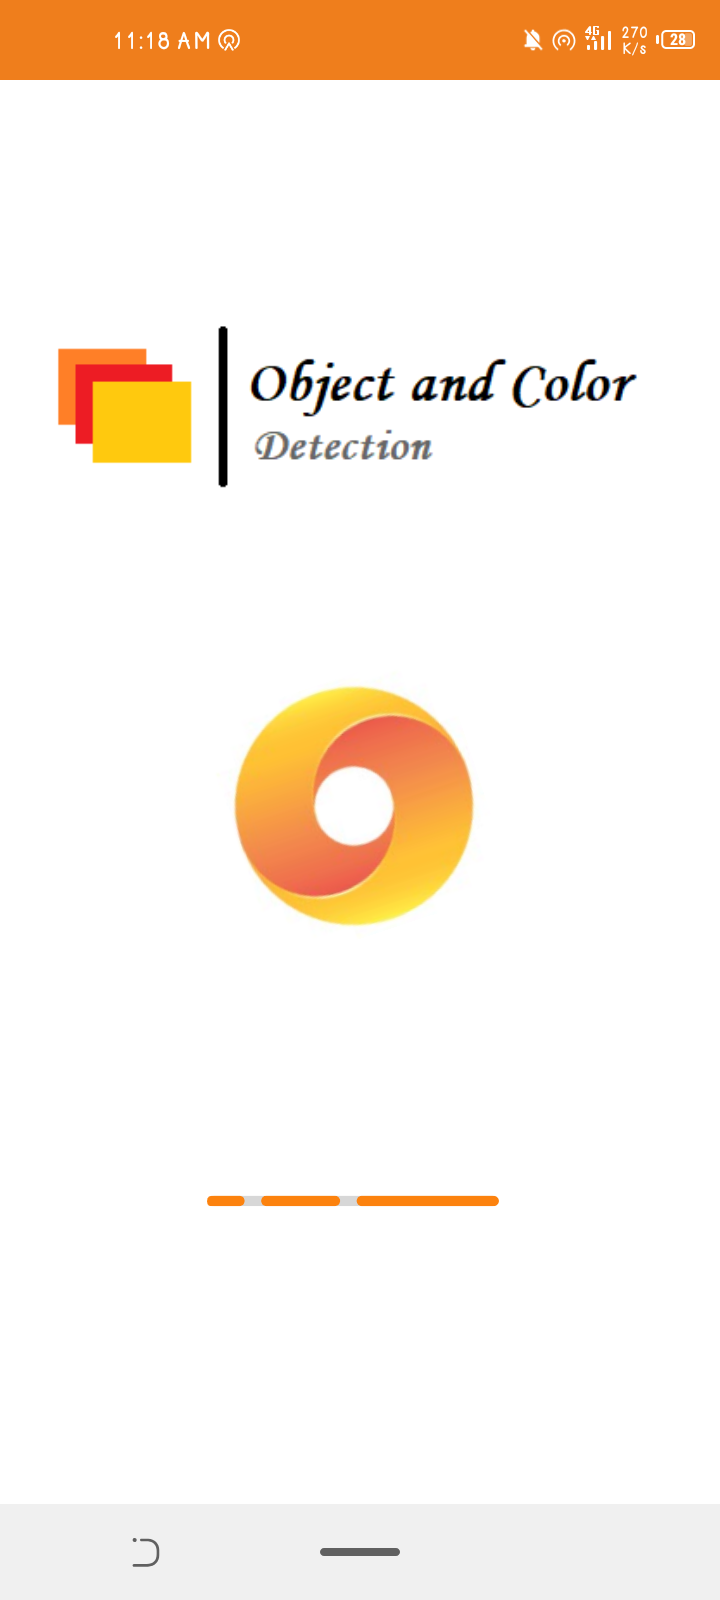 11:18 AM
4G
270
K/s
28
Object and Color
Detection